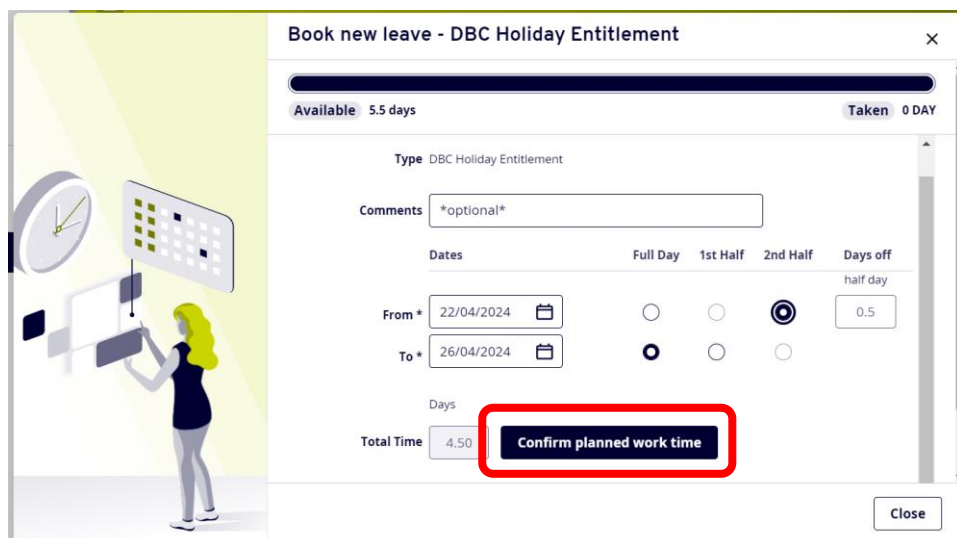 Book new leave - DBC Holiday Entitlement
Available 5.5 days Taken 0 DAY
Type DBC Holiday Entitlement
Comments *optional*
Dates Full Day 1st Half 2nd Half Days off
half day
From * 22/04/2024 0.5
To * 26/04/2024
Days
Total Time 4.50 Confirm planned work time
Close